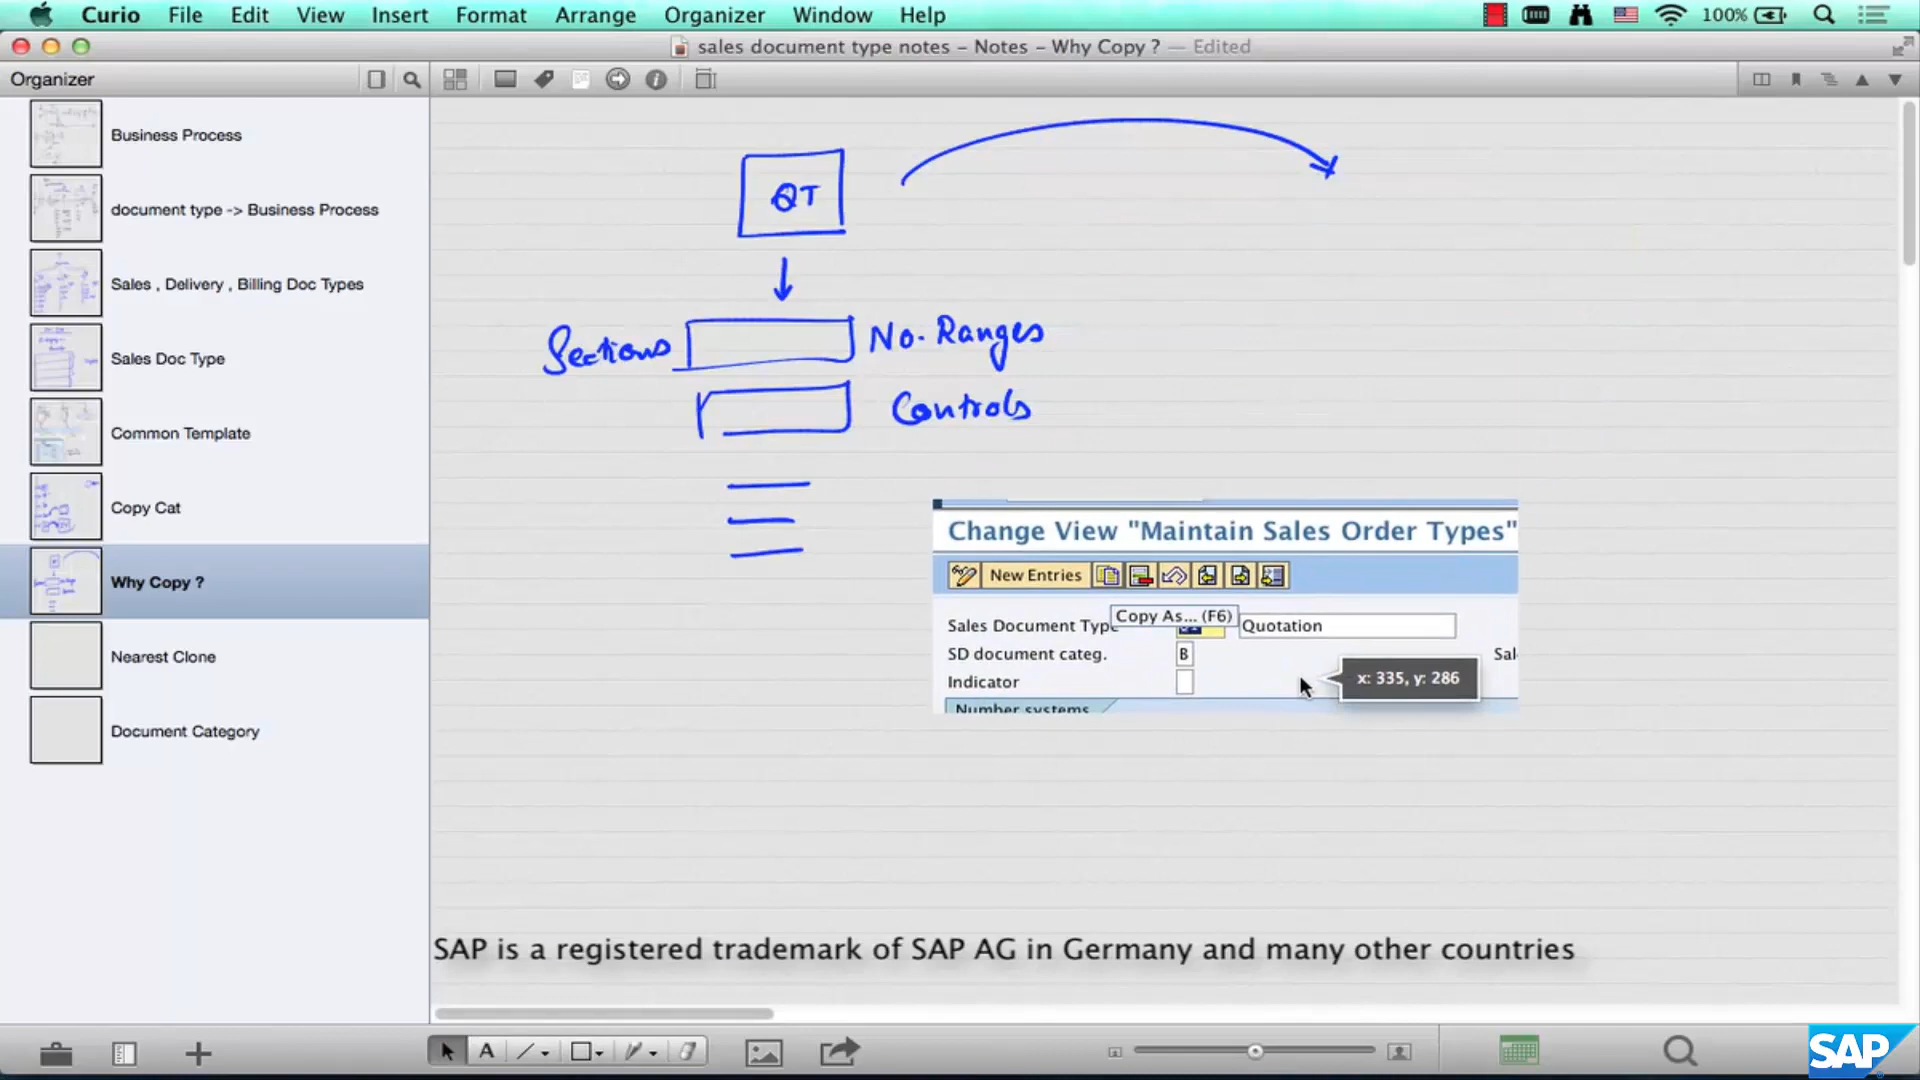 Curio File Edit View Insert Format Arrange Organizer Window Help 100%
sales document type notes – Notes – Why Copy ? — Edited
Organizer
Business Process
document type -> Business Process
Sales , Delivery , Billing Doc Types
Sales Doc Type
Common Template
Copy Cat
Why Copy ?
Nearest Clone
Document Category
QT
Sections No. Ranges
Controls
Change View "Maintain Sales Order Types"
New Entries
Copy As... (F6)
Sales Document Type Quotation
SD document categ. B Sal
Indicator
x: 335, y: 286
Number systems
SAP is a registered trademark of SAP AG in Germany and many other countries
A
SAP